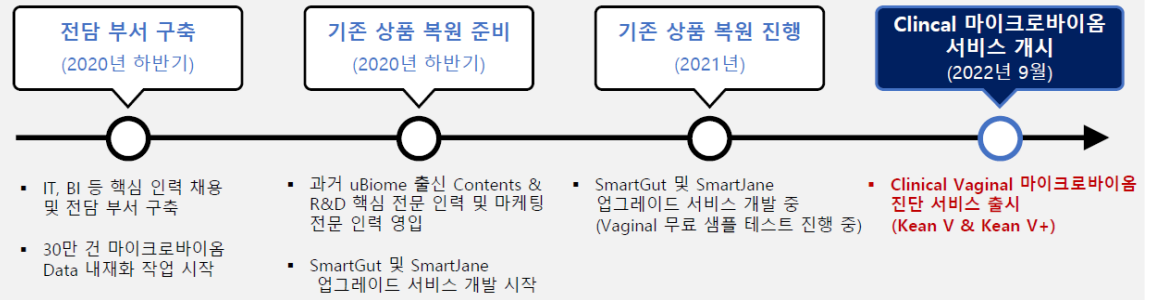 전담 부서 구축
(2020년 하반기)
기존 상품 복원 준비
(2020년 하반기)
기존 상품 복원 진행
(2021년)
Clincal 마이크로바이옴
서비스 개시
(2022년 9월)
▪ IT, BI 등 핵심 인력 채용
및 전담 부서 구축
▪ 30만 건 마이크로바이옴
Data 내재화 작업 시작
▪ 과거 uBiome 출신 Contents &
R&D 핵심 전문 인력 및 마케팅
전문 인력 영입
▪ SmartGut 및 SmartJane
업그레이드 서비스 개발 시작
▪ SmartGut 및 SmartJane
업그레이드 서비스 개발 중
(Vaginal 무료 샘플 테스트 진행 중)
▪ Clinical Vaginal 마이크로바이옴
진단 서비스 출시
(Kean V & Kean V+)